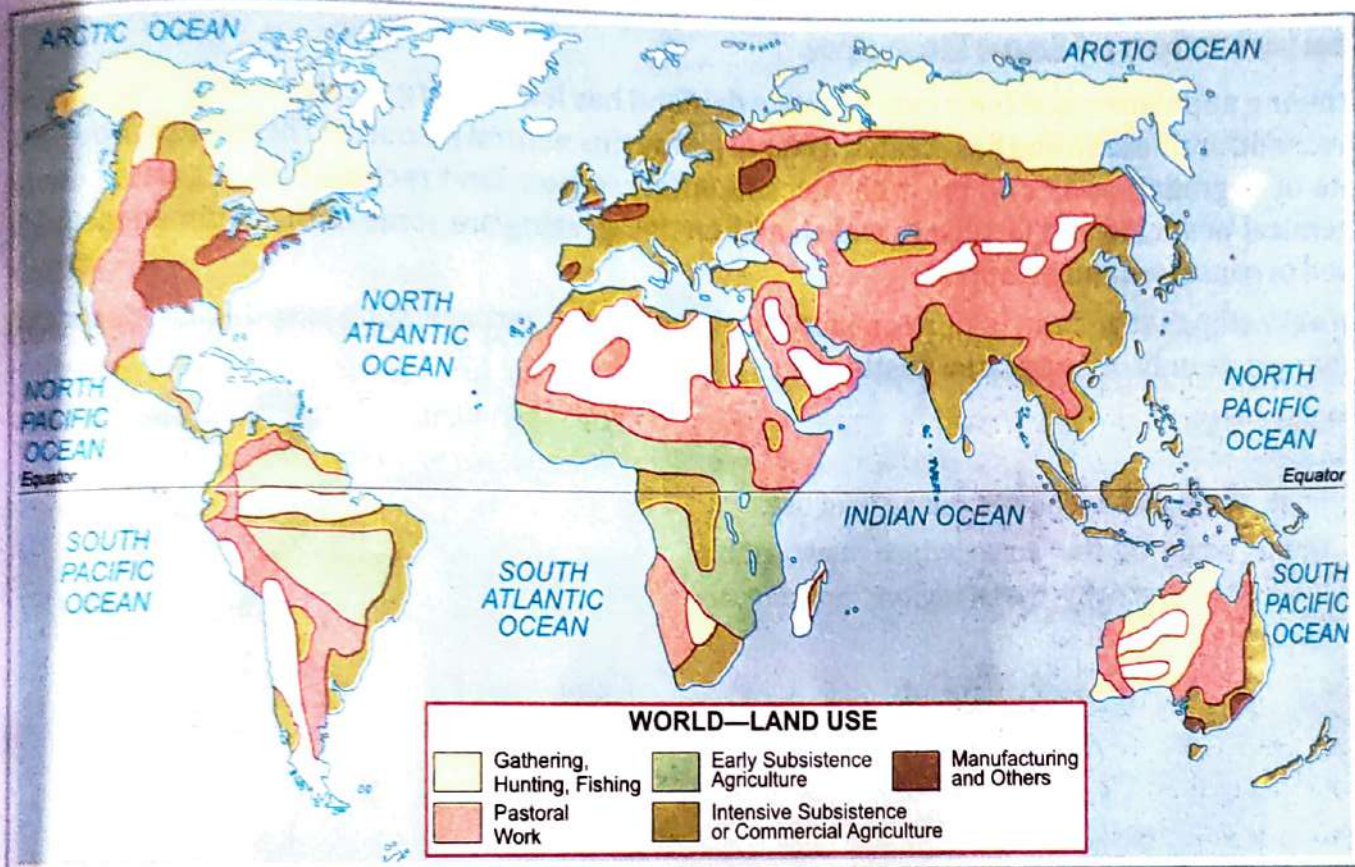 ARCTIC OCEAN
ARCTIC OCEAN
NORTH
ATLANTIC
OCEAN
NORTH
PACIFIC
OCEAN
NORTH
PACIFIC
OCEAN
Equator
Equator
INDIAN OCEAN
SOUTH
PACIFIC
OCEAN
SOUTH
ATLANTIC
OCEAN
SOUTH
PACIFIC
OCEAN
WORLD—LAND USE
Gathering,
Hunting, Fishing
Pastoral
Work
Early Subsistence
Agriculture
Intensive Subsistence
or Commercial Agriculture
Manufacturing
and Others